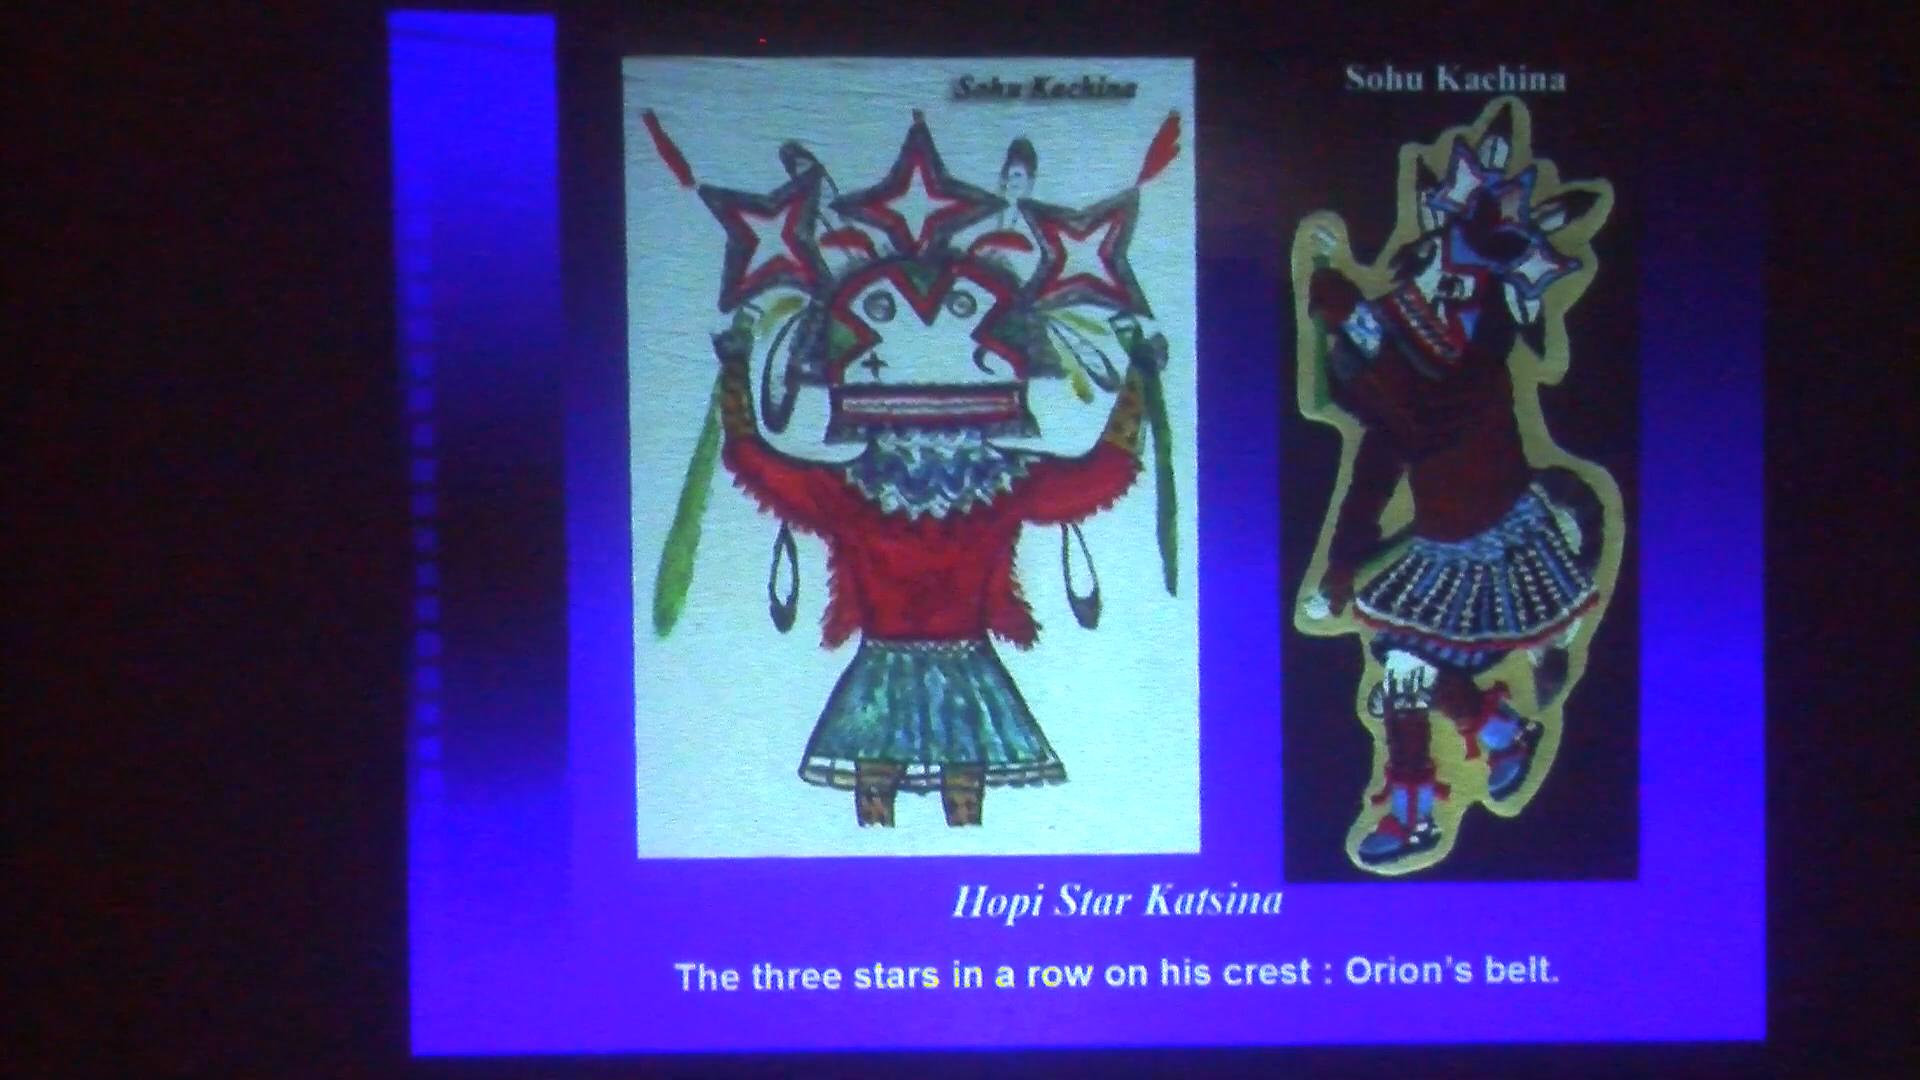 Sohu Kachina
Sohu Kachina
Hopi Star Katsina
The three stars in a row on his crest : Orion's belt.